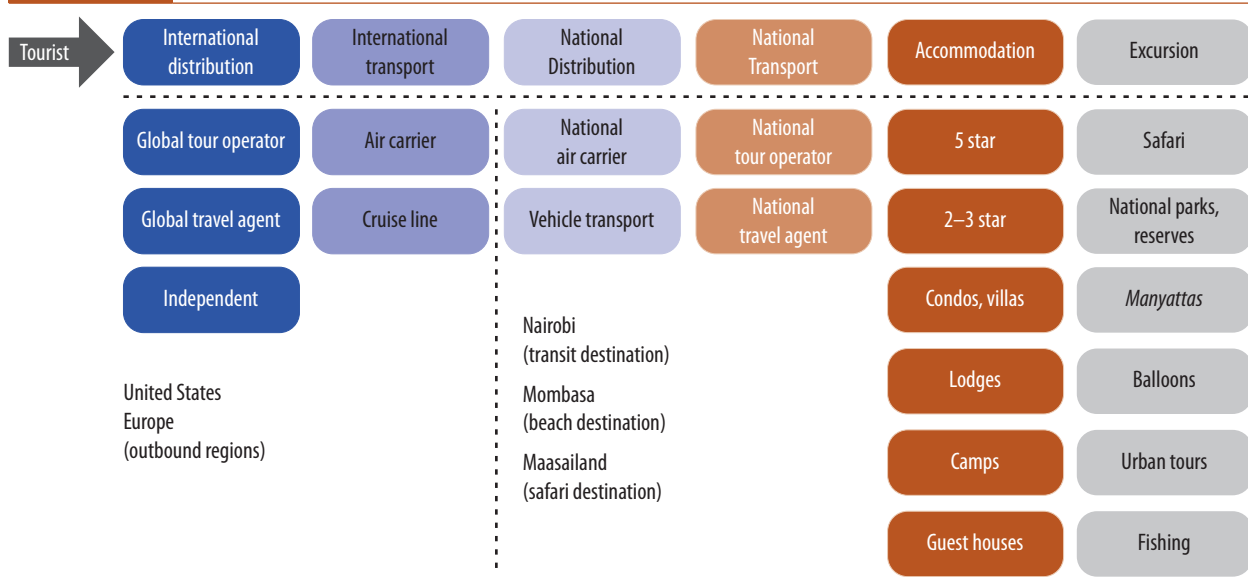 Tourist
International
distribution
International
transport
National
Distribution
National
Transport
Accommodation
Excursion
Global tour operator
Air carrier
National
air carrier
National
tour operator
5 star
Safari
Global travel agent
Cruise line
Vehicle transport
National
travel agent
2–3 star
National parks,
reserves
Independent
Condos, villas
Manyattas
United States
Europe
(outbound regions)
Nairobi
(transit destination)
Mombasa
(beach destination)
Maasailand
(safari destination)
Lodges
Balloons
Camps
Urban tours
Guest houses
Fishing